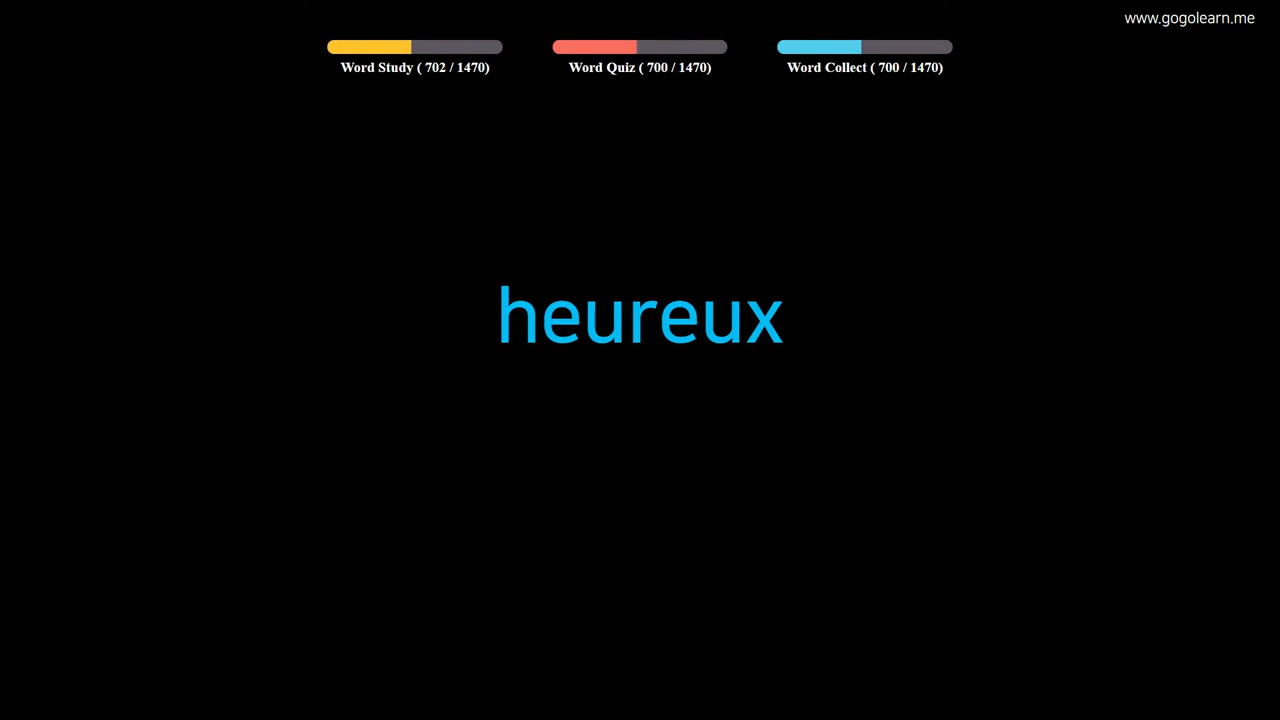 www.gogolearn.me
Word Study ( 702 / 1470)
Word Quiz ( 700 / 1470)
Word Collect ( 700 / 1470)
heureux